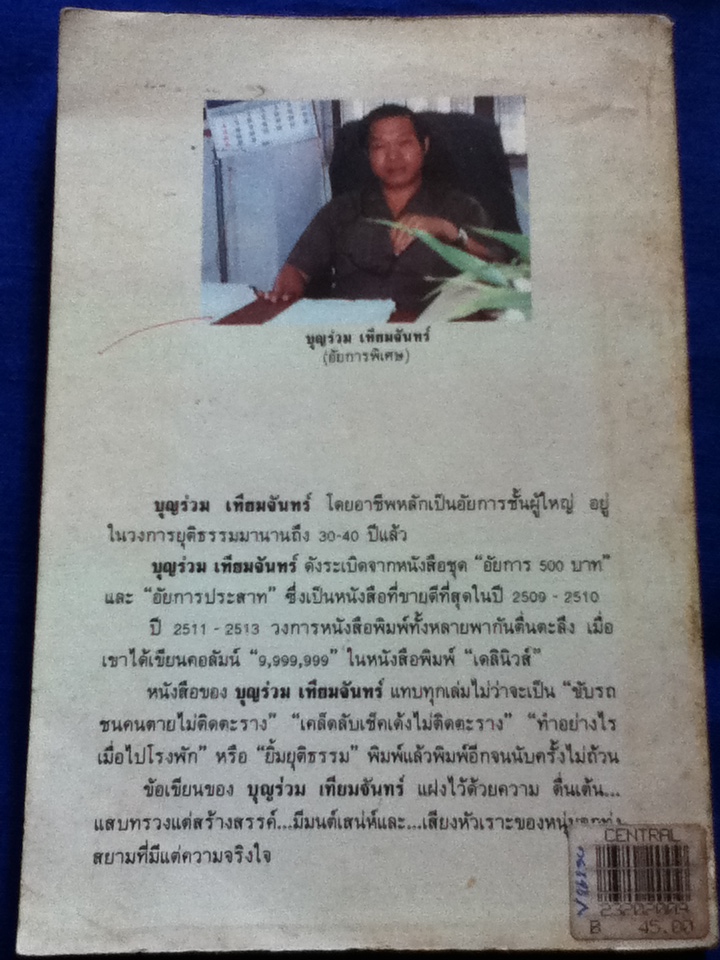 บุญร่วม เทียมจันทร์
(อัยการพิเศษ)
บุญร่วม เทียมจันทร์ โดยอาชีพหลักเป็นอัยการชั้นผู้ใหญ่ อยู่
ในวงการยุติธรรมมานานถึง 30-40 ปีแล้ว
บุญร่วม เทียมจันทร์ ดังระเบิดจากหนังสือชุด “อัยการ 500 บาท”
และ “อัยการประสาท” ซึ่งเป็นหนังสือที่ขายดีที่สุดในปี 2509 - 2510
ปี 2511 - 2513 วงการหนังสือพิมพ์ทั้งหลายพากันตื่นตะลึง เมื่อ
เขาได้เขียนคอลัมน์ “9,999,999” ในหนังสือพิมพ์ “เดลินิวส์”
หนังสือของ บุญร่วม เทียมจันทร์ แทบทุกเล่มไม่ว่าจะเป็น “ขับรถ
ชนคนตายไม่ติดตะราง” “เคล็ดลับเช็คเด้งไม่ติดตะราง” “ทำอย่างไร
เมื่อไปโรงพัก” หรือ “ยิ้มยุติธรรม” พิมพ์แล้วพิมพ์อีกจนนับครั้งไม่ถ้วน
ข้อเขียนของ บุญร่วม เทียมจันทร์ แฝงไว้ด้วยความ ตื่นเต้น...
แสบทรวงแต่สร้างสรรค์...มีมนต์เสน่ห์และ...เสียงหัวเราะของหนุ่ม
สยามที่มีแต่ความจริงใจ
CENTRAL
23202009
B 45.00